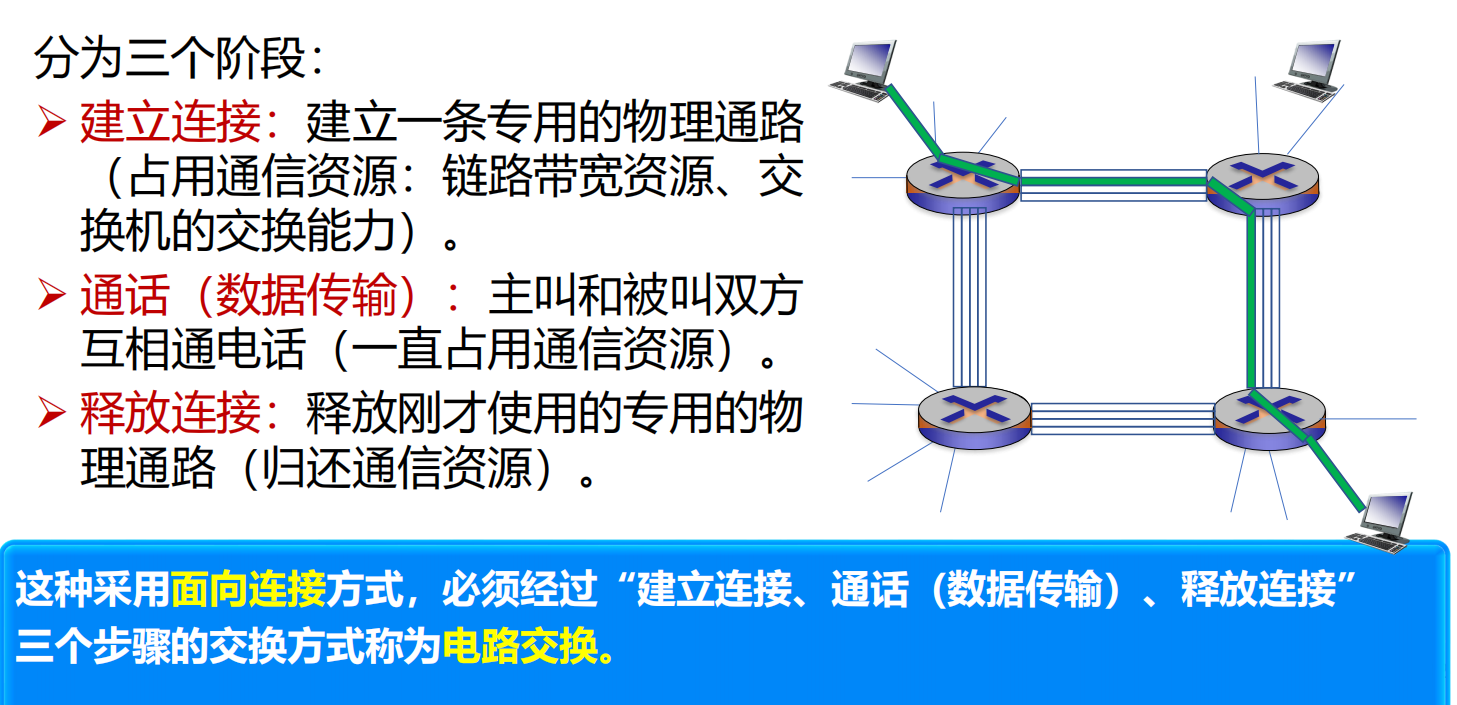 分为三个阶段：
建立连接：建立一条专用的物理通路
（占用通信资源：链路带宽资源、交
换机的交换能力）。
通话（数据传输）：主叫和被叫双方
互相通电话（一直占用通信资源）。
释放连接：释放刚才使用的专用的物
理通路（归还通信资源）。
这种采用面向连接方式，必须经过“建立连接、通话（数据传输）、释放连接”
三个步骤的交换方式称为电路交换。